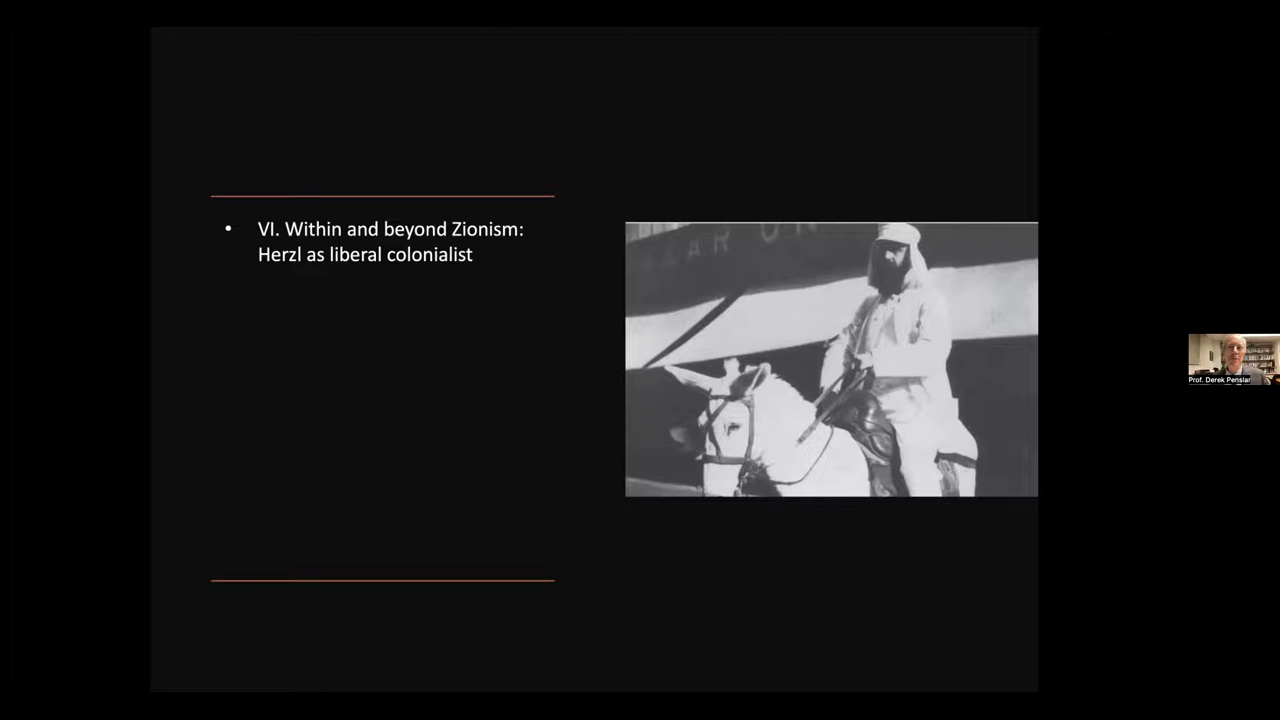 • VI. Within and beyond Zionism:
Herzl as liberal colonialist
Prof. Derek Penslar